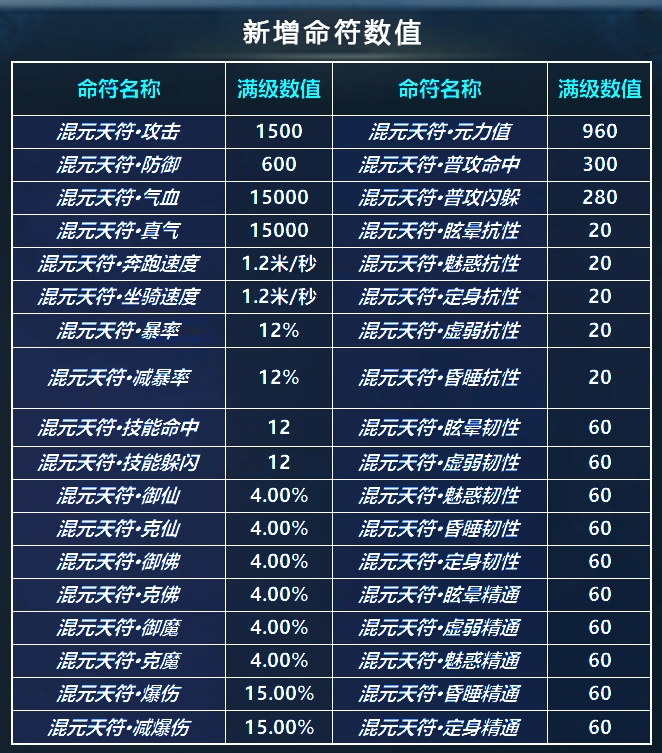 新增命符数值
命符名称 满级数值 命符名称 满级数值
混元天符·攻击 1500 混元天符·元力值 960
混元天符·防御 600 混元天符·普攻命中 300
混元天符·气血 15000 混元天符·普攻闪躲 280
混元天符·真气 15000 混元天符·眩晕抗性 20
混元天符·奔跑速度 1.2米/秒 混元天符·魅惑抗性 20
混元天符·坐骑速度 1.2米/秒 混元天符·定身抗性 20
混元天符·暴率 12% 混元天符·虚弱抗性 20
混元天符·减暴率 12% 混元天符·昏睡抗性 20
混元天符·技能命中 12 混元天符·眩晕韧性 60
混元天符·技能躲闪 12 混元天符·虚弱韧性 60
混元天符·御仙 4.00% 混元天符·魅惑韧性 60
混元天符·克仙 4.00% 混元天符·昏睡韧性 60
混元天符·御佛 4.00% 混元天符·定身韧性 60
混元天符·克佛 4.00% 混元天符·眩晕精通 60
混元天符·御魔 4.00% 混元天符·虚弱精通 60
混元天符·克魔 4.00% 混元天符·魅惑精通 60
混元天符·爆伤 15.00% 混元天符·昏睡精通 60
混元天符·减爆伤 15.00% 混元天符·定身精通 60